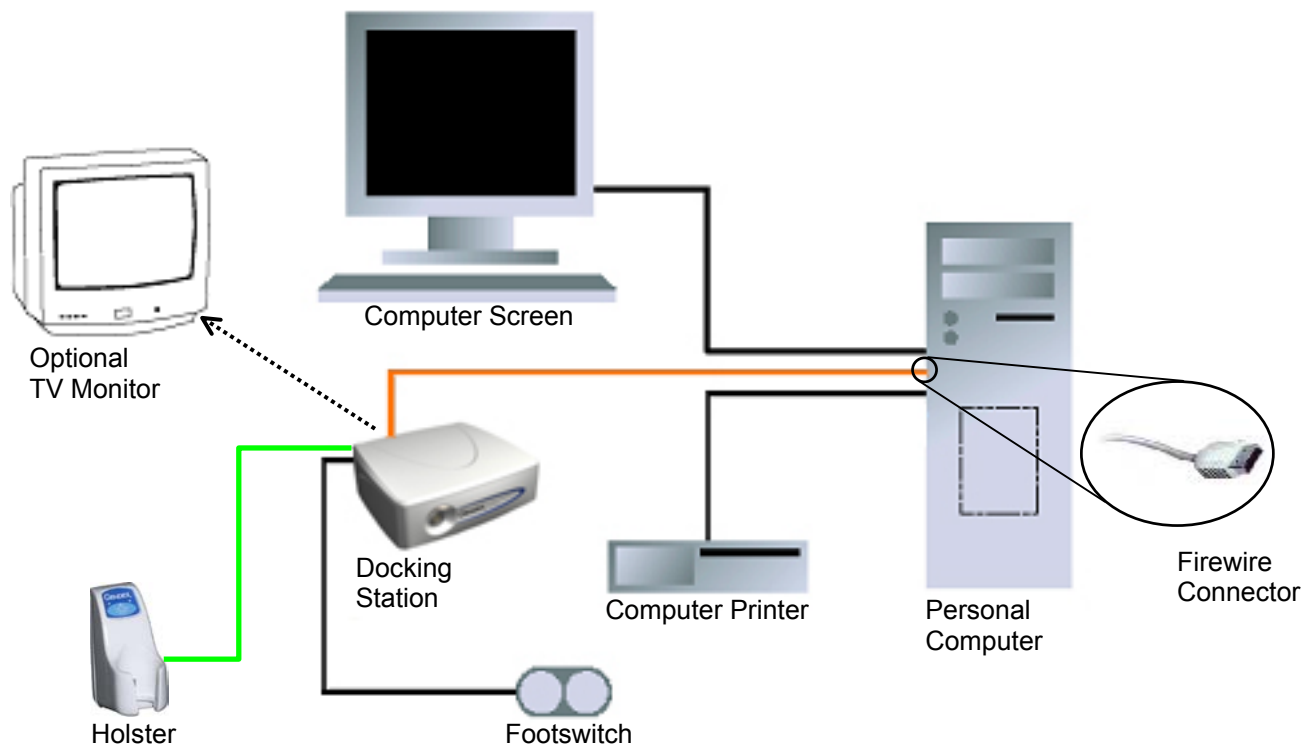 Computer Screen
Optional
TV Monitor
Docking
Station
Computer Printer
Personal
Computer
Firewire
Connector
Holster
Footswitch